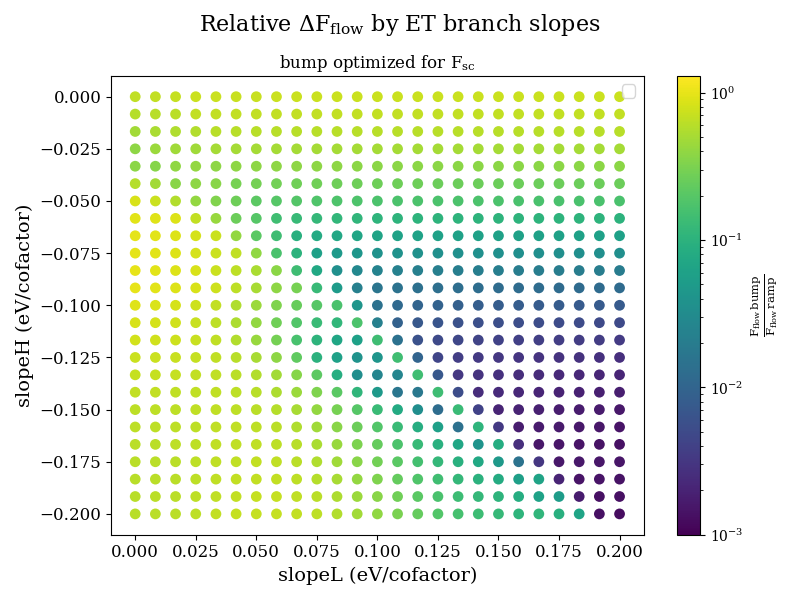 Relative ΔF_flow by ET branch slopes
bump optimized for F_sc
0.000
−0.025
−0.050
−0.075
−0.100
−0.125
−0.150
−0.175
−0.200
slopeH (eV/cofactor)
0.000 0.025 0.050 0.075 0.100 0.125 0.150 0.175 0.200
slopeL (eV/cofactor)
10⁰
10⁻¹
10⁻²
10⁻³
F_flow bump
F_flow ramp